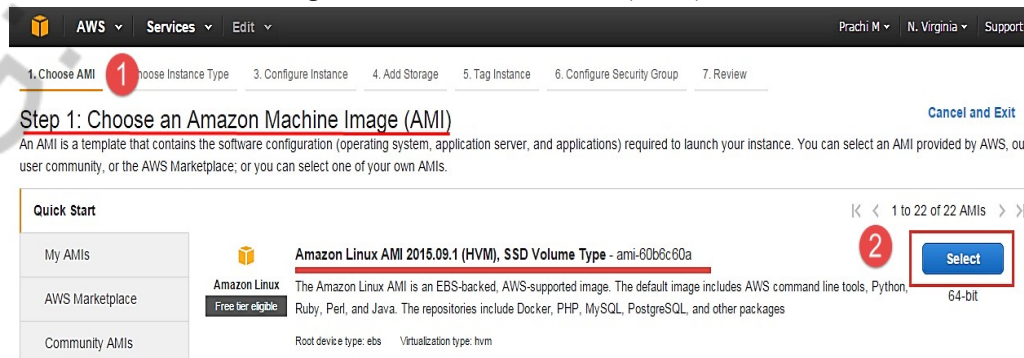 AWS Services Edit Prachi M N. Virginia Support
1. Choose AMI 1 hoose Instance Type 3. Configure Instance 4. Add Storage 5. Tag Instance 6. Configure Security Group 7. Review
Step 1: Choose an Amazon Machine Image (AMI) Cancel and Exit
An AMI is a template that contains the software configuration (operating system, application server, and applications) required to launch your instance. You can select an AMI provided by AWS, ou
user community, or the AWS Marketplace; or you can select one of your own AMIs.
Quick Start 1 to 22 of 22 AMIs
My AMIs Amazon Linux AMI 2015.09.1 (HVM), SSD Volume Type - ami-60b6c60a 2 Select
Amazon Linux The Amazon Linux AMI is an EBS-backed, AWS-supported image. The default image includes AWS command line tools, Python, 64-bit
AWS Marketplace Free tier eligible Ruby, Perl, and Java. The repositories include Docker, PHP, MySQL, PostgreSQL, and other packages
Community AMIs Root device type: ebs Virtualization type: hvm